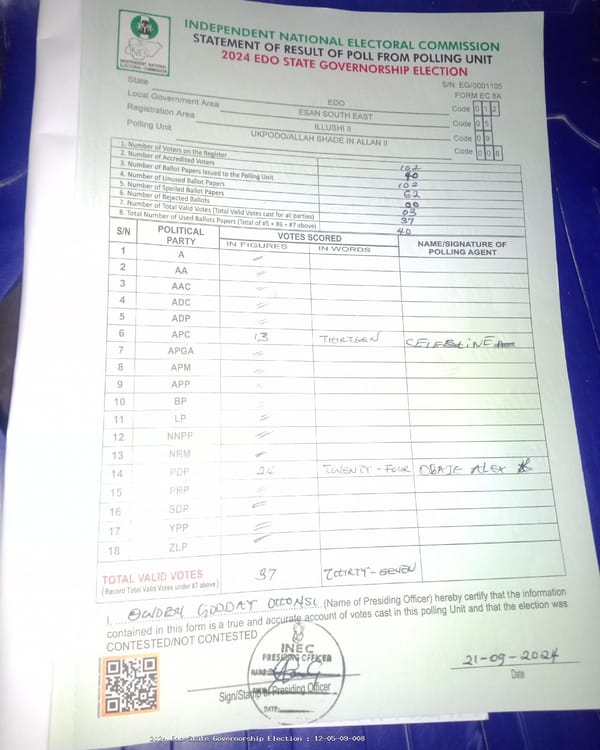 INDEPENDENT NATIONAL ELECTORAL COMMISSION
STATEMENT OF RESULT OF POLL FROM POLLING UNIT
2024 EDO STATE GOVERNORSHIP ELECTION
INEC
INDEPENDENT NATIONAL ELECTORAL COMMISSION
S/N: EG/0001105
FORM EC 8A
State EDO Code 0 1 2
Local Government Area ESAN SOUTH EAST Code 0 5
Registration Area ILLUSHI II Code 0 9
Polling Unit UKPODO/ALLAH SHADE IN ALLAN II Code 0 0 8
1. Number of Voters on the Register 102
2. Number of Accredited Voters 40
3. Number of Ballot Papers Issued to the Polling Unit 102
4. Number of Unused Ballot Papers 62
5. Number of Spoiled Ballot Papers 00
6. Number of Rejected Ballots 03
7. Number of Total Valid Votes (Total Valid Votes cast for all parties) 37
8. Total Number of Used Ballots Papers (Total of #5 + #6 + #7 above) 40
S/N POLITICAL PARTY VOTES SCORED NAME/SIGNATURE OF POLLING AGENT
IN FIGURES IN WORDS
1 A
2 AA
3 AAC
4 ADC
5 ADP
6 APC 13 THIRTEEN CELESTINE
7 APGA
8 APM
9 APP
10 BP
11 LP
12 NNPP
13 NRM
14 PDP 24 TWENTY-FOUR OBAJE ALEX
15 PRP
16 SDP
17 YPP
18 ZLP
TOTAL VALID VOTES 37 THIRTY-SEVEN
(Record Total Valid Votes under #7 above)
I, GOODAY (Name of Presiding Officer) hereby certify that the information
contained in this form is a true and accurate account of votes cast in this polling Unit and that the election was
CONTESTED/NOT CONTESTED
INEC
PRESIDING OFFICER
NAME:
DATE:
Sign/Stamp of Presiding Officer
21-09-2024
Date
2024 Edo State Governorship Election : 12-05-09-008